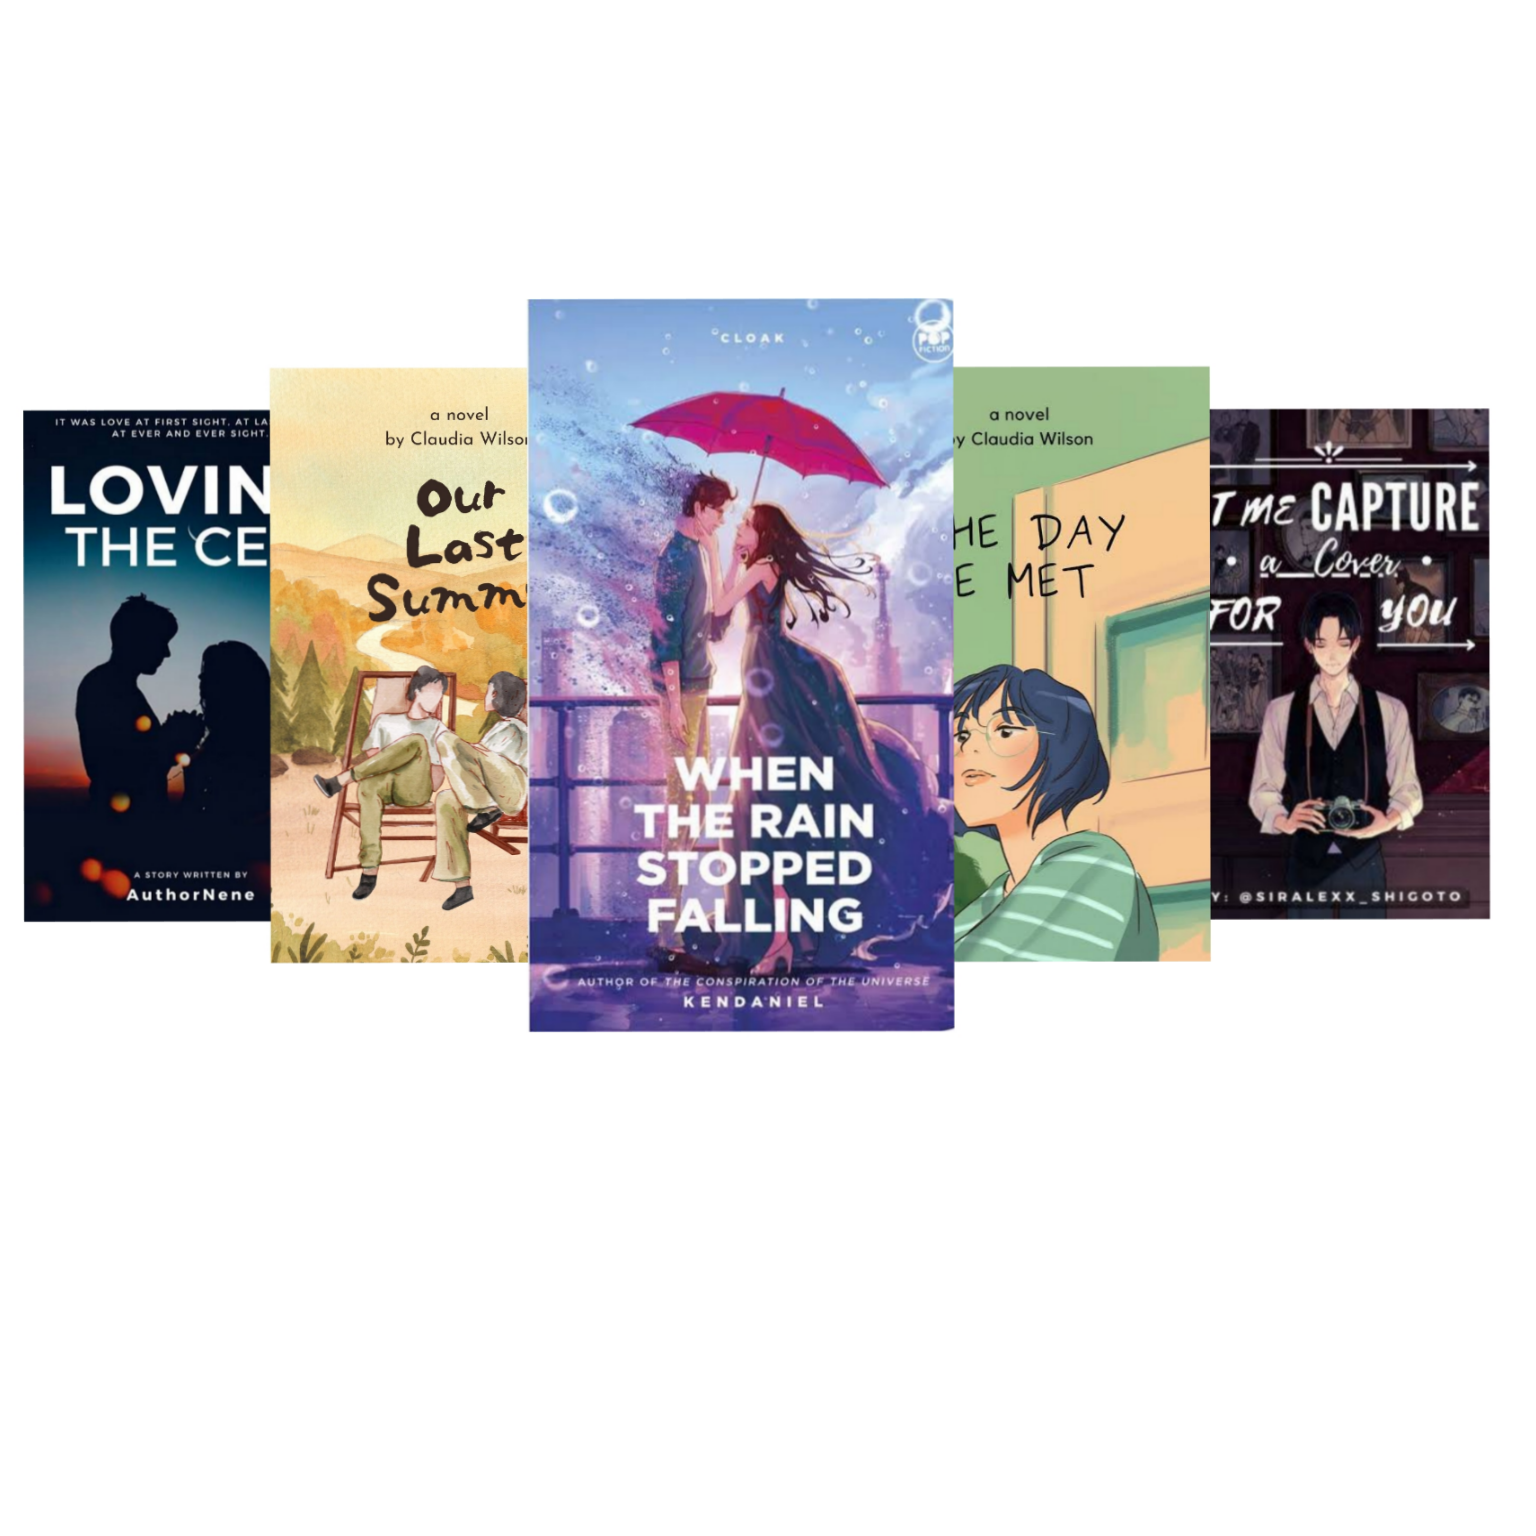 IT WAS LOVE AT FIRST SIGHT, AT LA
AT EVER AND EVER SIGHT.
LOVIN
THE CE
A STORY WRITTEN BY
AuthorNene
a novel
by Claudia Wilson
Our
Last
Summ
CLOAK
POP
FICTION
WHEN
THE RAIN
STOPPED
FALLING
AUTHOR OF THE CONSPIRATION OF THE UNIVERSE
KENDANIEL
a novel
by Claudia Wilson
HE DAY
E MET
T ME CAPTURE
a Cover
FOR YOU
Y: @SIRALEXX_SHIGOTO